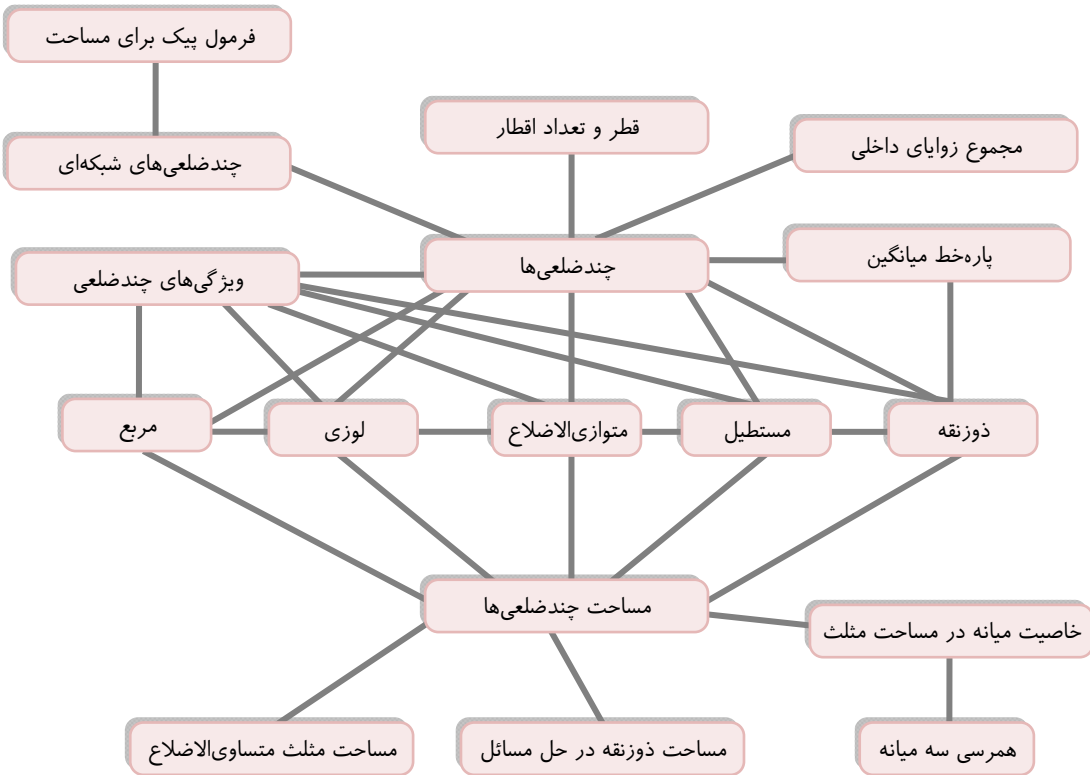 فرمول پیک برای مساحت
قطر و تعداد اقطار
مجموع زوایای داخلی
چندضلعی‌های شبکه‌ای
پاره‌خط میانگین
چندضلعی‌ها
ویژگی‌های چندضلعی
ذوزنقه
مستطیل
متوازی‌الاضلاع
لوزی
مربع
مساحت چندضلعی‌ها
خاصیت میانه در مساحت مثلث
همرسی سه میانه
مساحت ذوزنقه در حل مسائل
مساحت مثلث متساوی‌الاضلاع